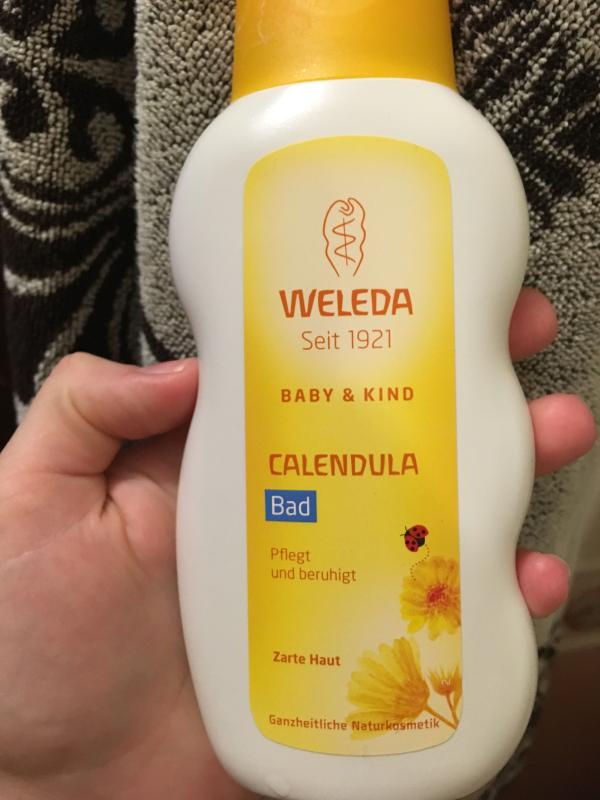 WELEDA
Seit 1921
BABY & KIND
CALENDULA
Bad
Pflegt
und beruhigt
Zarte Haut
Ganzheitliche Naturkosmetik